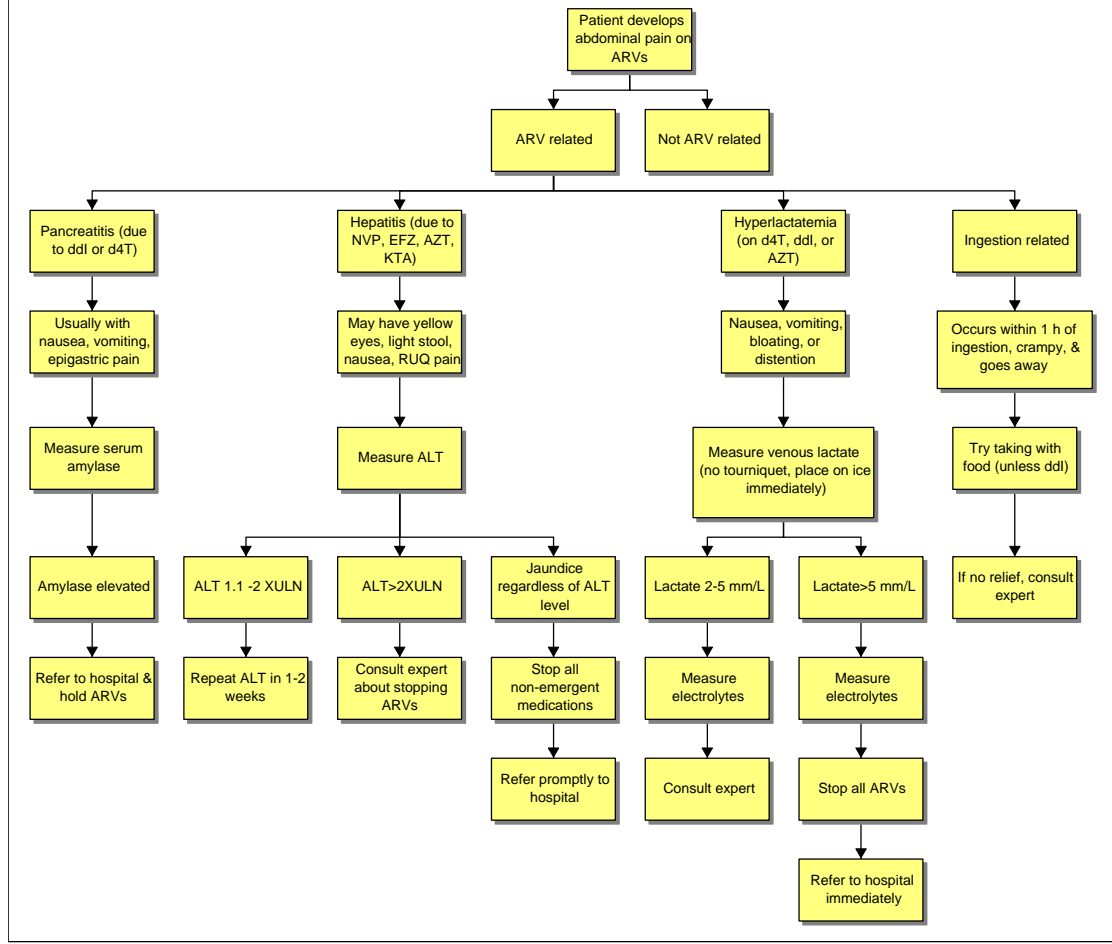 Patient develops
abdominal pain on
ARVs
ARV related
Not ARV related
Pancreatitis (due
to ddI or d4T)
Hepatitis (due to
NVP, EFZ, AZT,
KTA)
Hyperlactatemia
(on d4T, ddI, or
AZT)
Ingestion related
Usually with
nausea, vomiting,
epigastric pain
May have yellow
eyes, light stool,
nausea, RUQ pain
Nausea, vomiting,
bloating, or
distention
Occurs within 1 h of
ingestion, crampy, &
goes away
Measure serum
amylase
Measure ALT
Measure venous lactate
(no tourniquet, place on ice
immediately)
Try taking with
food (unless ddI)
Amylase elevated
ALT 1.1 -2 XULN
ALT>2XULN
Jaundice
regardless of ALT
level
Lactate 2-5 mm/L
Lactate>5 mm/L
If no relief, consult
expert
Refer to hospital &
hold ARVs
Repeat ALT in 1-2
weeks
Consult expert
about stopping
ARVs
Stop all
non-emergent
medications
Measure
electrolytes
Measure
electrolytes
Refer promptly to
hospital
Consult expert
Stop all ARVs
Refer to hospital
immediately